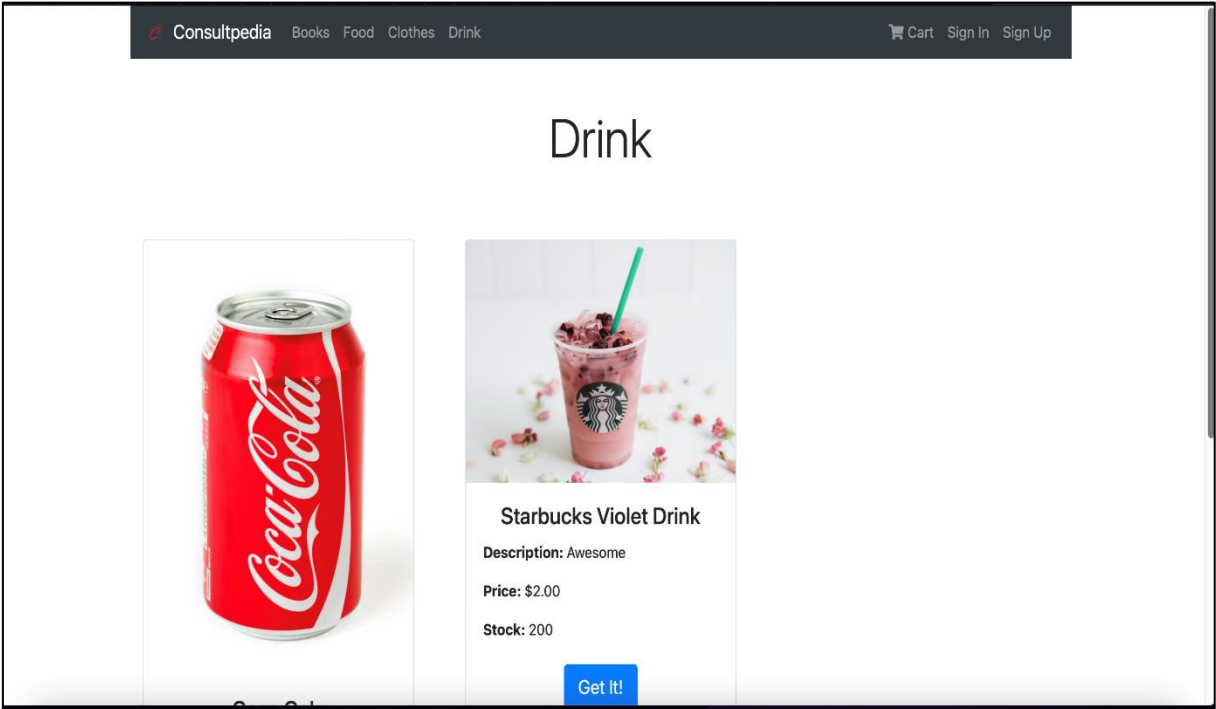 Consultpedia Books Food Clothes Drink Cart Sign In Sign Up
Drink
Coca-Cola
Starbucks Violet Drink
Description: Awesome
Price: $2.00
Stock: 200
Get It!